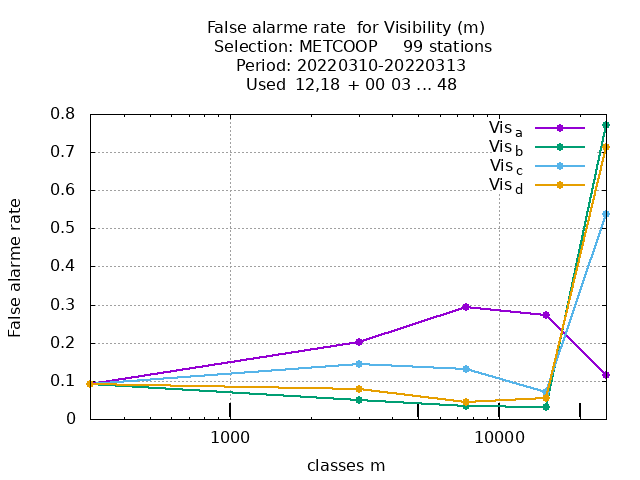 False alarme rate  for Visibility (m)
Selection: METCOOP     99 stations
Period: 20220310-20220313
Used  12,18  + 00 03 ... 48
Vis a
Vis b
Vis c
Vis d
0.8
0.7
0.6
0.5
0.4
0.3
0.2
0.1
0
False alarme rate
1000 10000
classes m